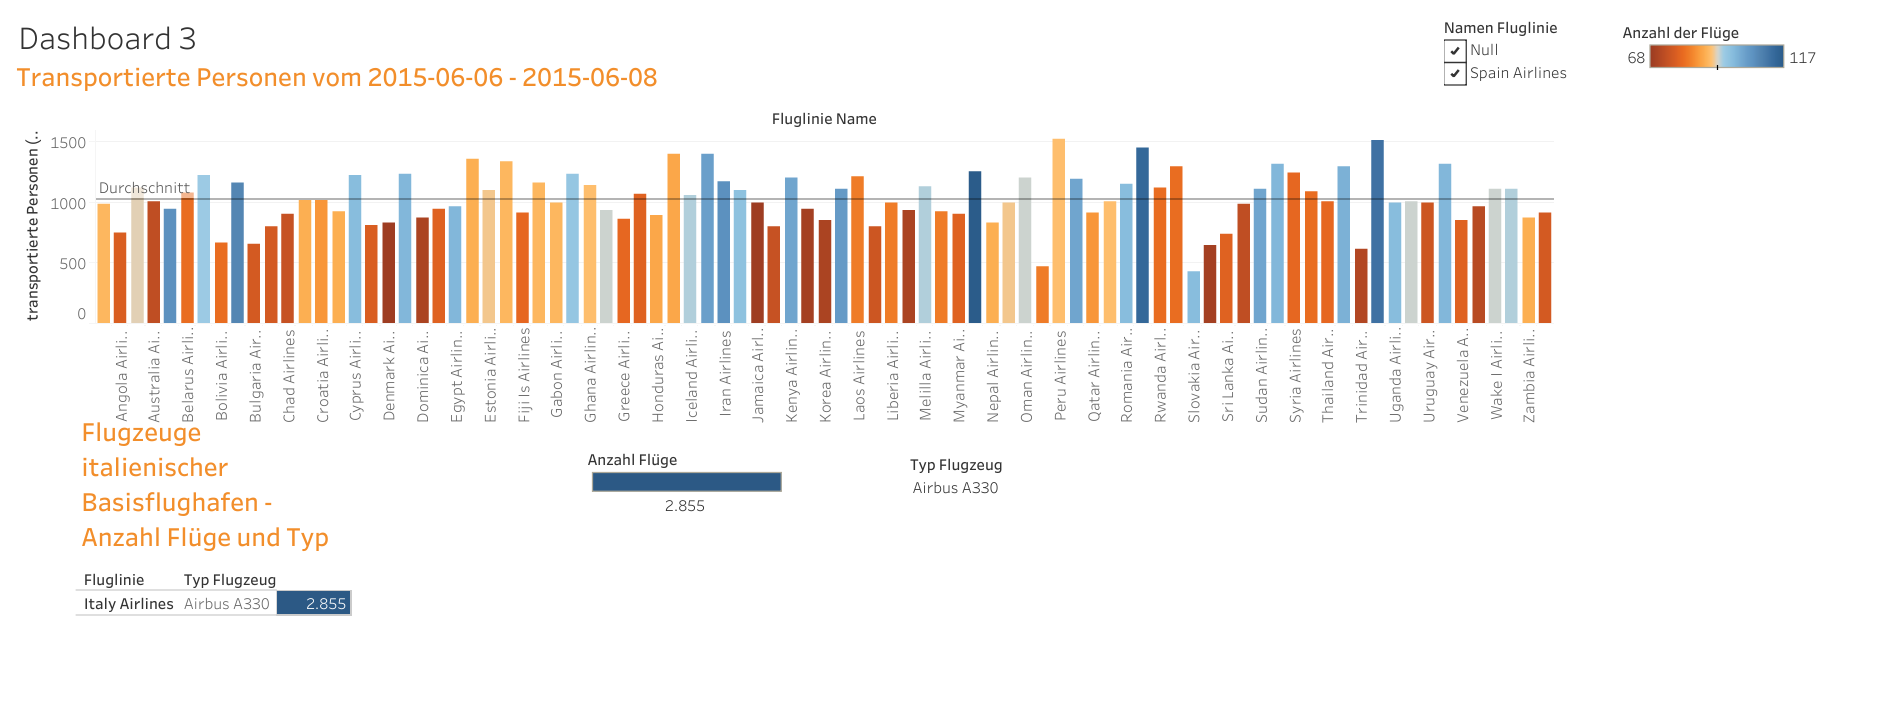 Dashboard 3
Transportierte Personen vom 2015-06-06 - 2015-06-08
Namen Fluglinie
Null
Spain Airlines
Anzahl der Flüge
68
117
Fluglinie Name
transportierte Personen (..
1500
1000
500
0
Durchschnitt
Angola Airli..
Australia Ai..
Belarus Airli..
Bolivia Airli..
Bulgaria Air..
Chad Airlines
Croatia Airli..
Cyprus Airli..
Denmark Ai..
Dominica Ai..
Egypt Airlin..
Estonia Airli..
Fiji Is Airlines
Gabon Airli..
Ghana Airlin..
Greece Airli..
Honduras Ai..
Iceland Airli..
Iran Airlines
Jamaica Airl..
Kenya Airlin..
Korea Airlin..
Laos Airlines
Liberia Airli..
Melilla Airli..
Myanmar Ai..
Nepal Airlin..
Oman Airlin..
Peru Airlines
Qatar Airlin..
Romania Air..
Rwanda Airl..
Slovakia Air..
Sri Lanka Ai..
Sudan Airlin..
Syria Airlines
Thailand Air..
Trinidad Air..
Uganda Airli..
Uruguay Air..
Venezuela A..
Wake I Airli..
Zambia Airli..
Flugzeuge
italienischer
Basisflughafen -
Anzahl Flüge und Typ
Anzahl Flüge
2.855
Typ Flugzeug
Airbus A330
Fluglinie Typ Flugzeug
Italy Airlines Airbus A330 2.855